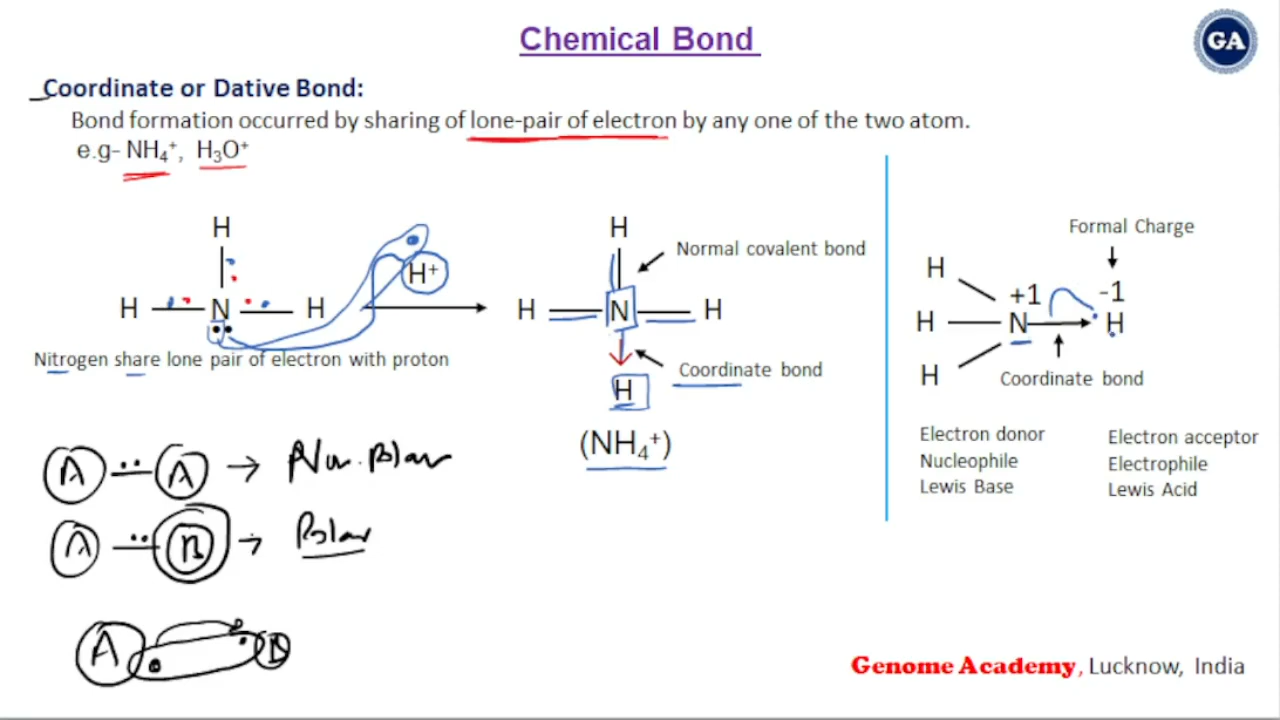 Chemical Bond
GA
Coordinate or Dative Bond:
Bond formation occurred by sharing of lone-pair of electron by any one of the two atom.
e.g- NH₄⁺, H₃O⁺
H
H N H
H⁺
Nitrogen share lone pair of electron with proton
H
Normal covalent bond
H N H
Coordinate bond
H
(NH₄⁺)
Formal Charge
H
+1 -1
H N H
H
Coordinate bond
Electron donor
Nucleophile
Lewis Base
Electron acceptor
Electrophile
Lewis Acid
A A → Non-Polar
A B → Polar
A B
Genome Academy, Lucknow, India